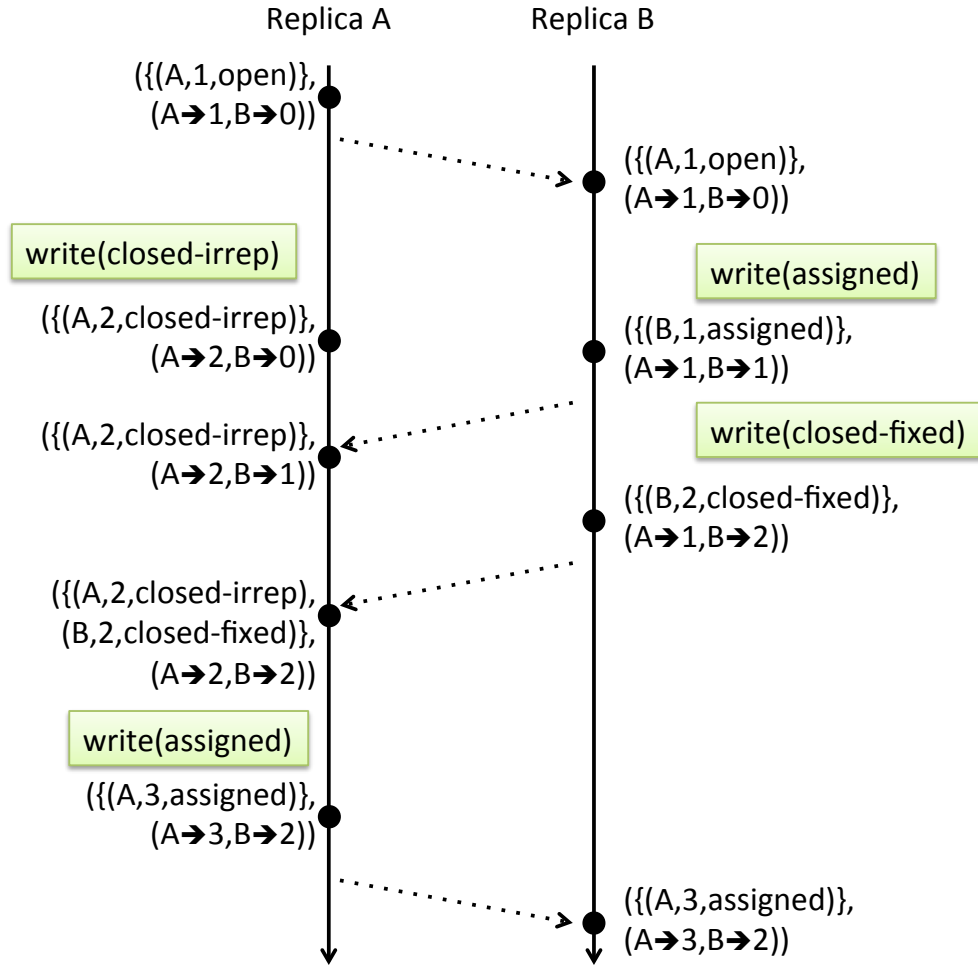 Replica A
Replica B
({(A,1,open)},
(A➔1,B➔0))
({(A,1,open)},
(A➔1,B➔0))
write(closed-irrep)
write(assigned)
({(A,2,closed-irrep)},
(A➔2,B➔0))
({(B,1,assigned)},
(A➔1,B➔1))
({(A,2,closed-irrep)},
(A➔2,B➔1))
write(closed-fixed)
({(B,2,closed-fixed)},
(A➔1,B➔2))
({(A,2,closed-irrep),
(B,2,closed-fixed)},
(A➔2,B➔2))
write(assigned)
({(A,3,assigned)},
(A➔3,B➔2))
({(A,3,assigned)},
(A➔3,B➔2))